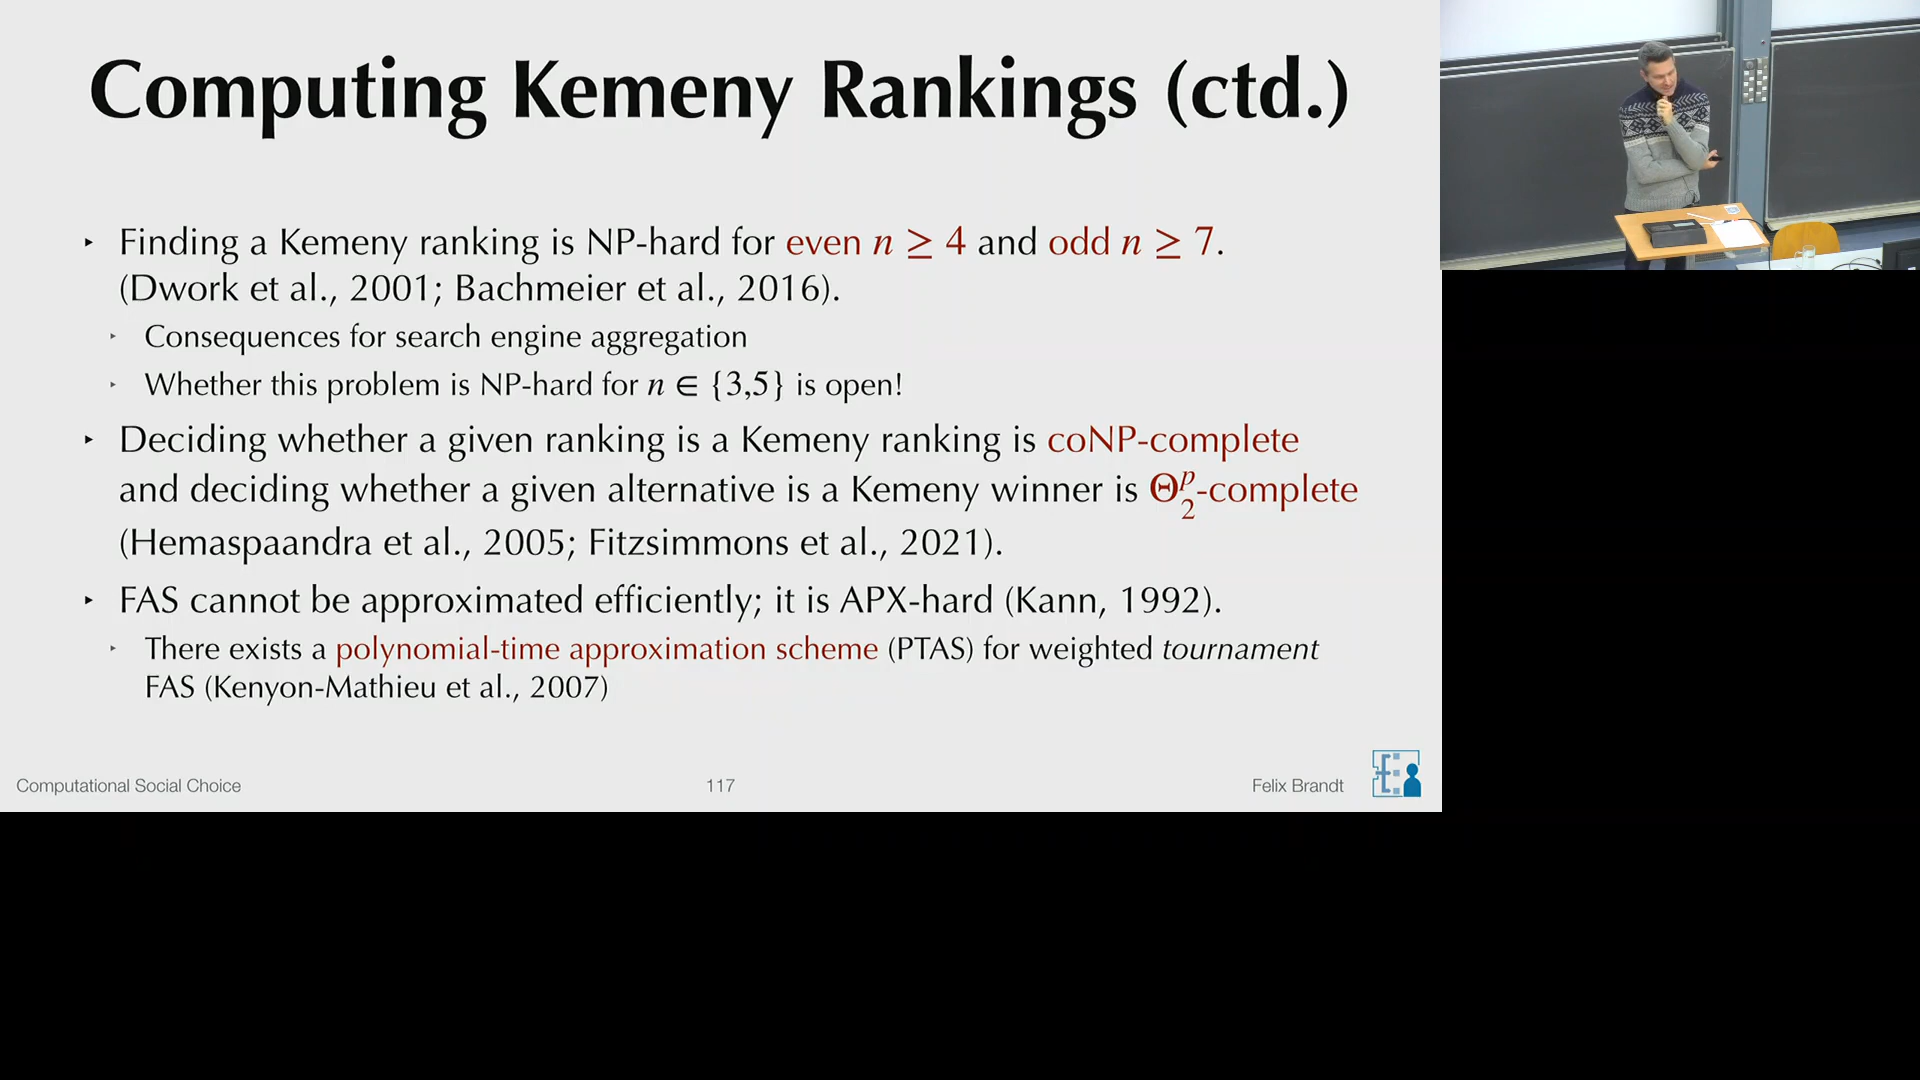 Computing Kemeny Rankings (ctd.)
‣ Finding a Kemeny ranking is NP-hard for even n ≥ 4 and odd n ≥ 7.
(Dwork et al., 2001; Bachmeier et al., 2016).
‣ Consequences for search engine aggregation
‣ Whether this problem is NP-hard for n ∈ {3,5} is open!
‣ Deciding whether a given ranking is a Kemeny ranking is coNP-complete
and deciding whether a given alternative is a Kemeny winner is Θ₂ᵖ-complete
(Hemaspaandra et al., 2005; Fitzsimmons et al., 2021).
‣ FAS cannot be approximated efficiently; it is APX-hard (Kann, 1992).
‣ There exists a polynomial-time approximation scheme (PTAS) for weighted tournament
FAS (Kenyon-Mathieu et al., 2007)
Computational Social Choice
117
Felix Brandt